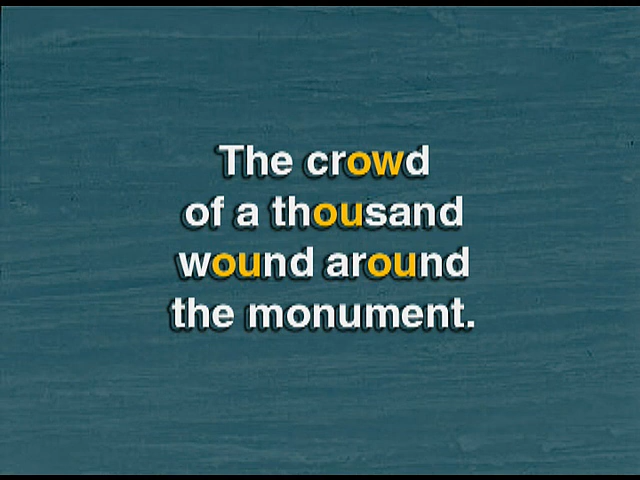 The crowd
of a thousand
wound around
the monument.